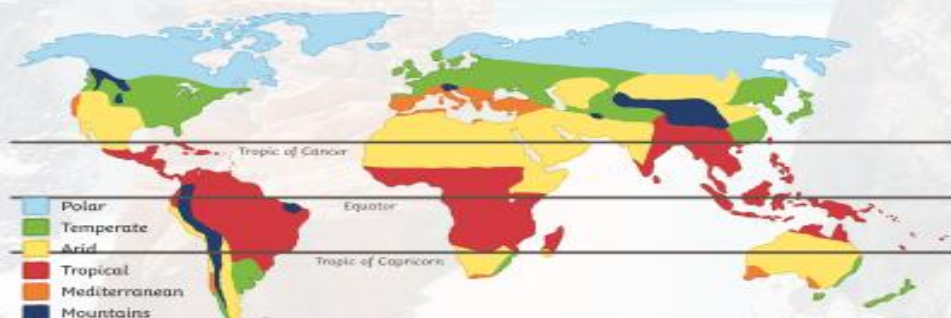 Tropic of Cancer
Equator
Tropic of Capricorn
Polar
Temperate
Arid
Tropical
Mediterranean
Mountains